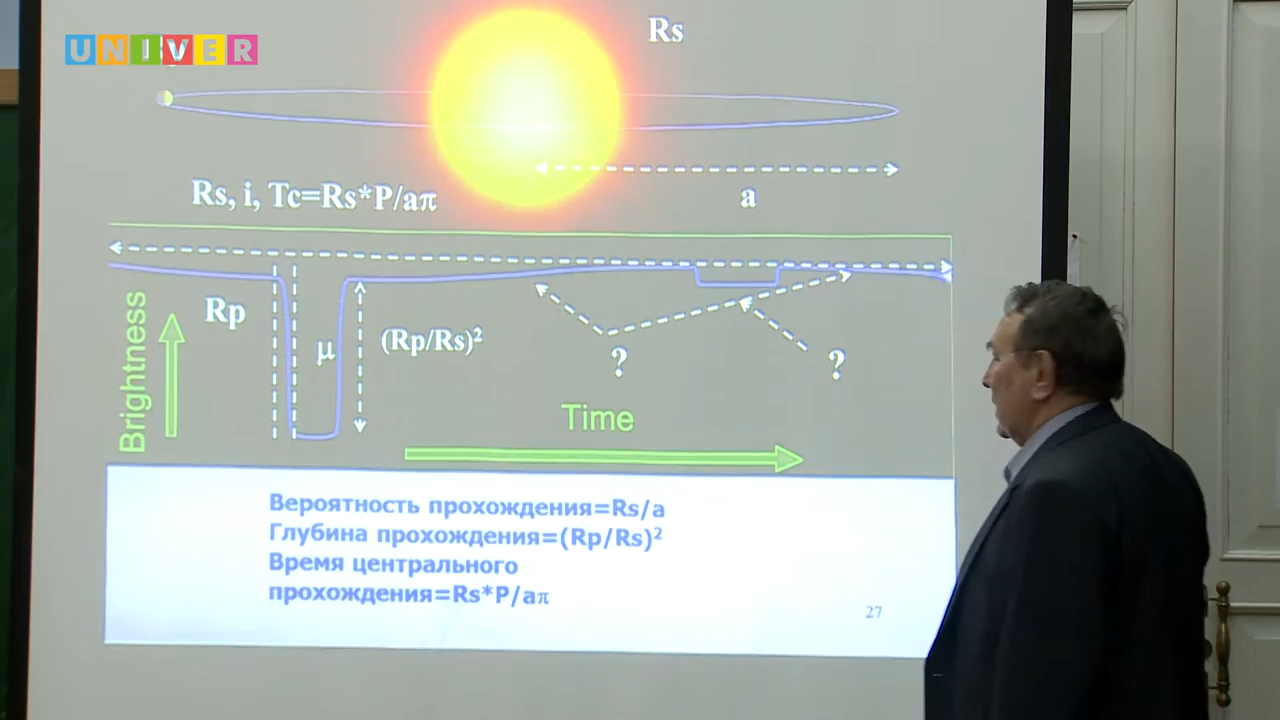 UNIVER
Rs
a
Rs, i, Tc=Rs*P/aπ
Rp
μ
(Rp/Rs)²
?
?
Brightness
Time
Вероятность прохождения=Rs/a
Глубина прохождения=(Rp/Rs)²
Время центрального
прохождения=Rs*P/aπ
27